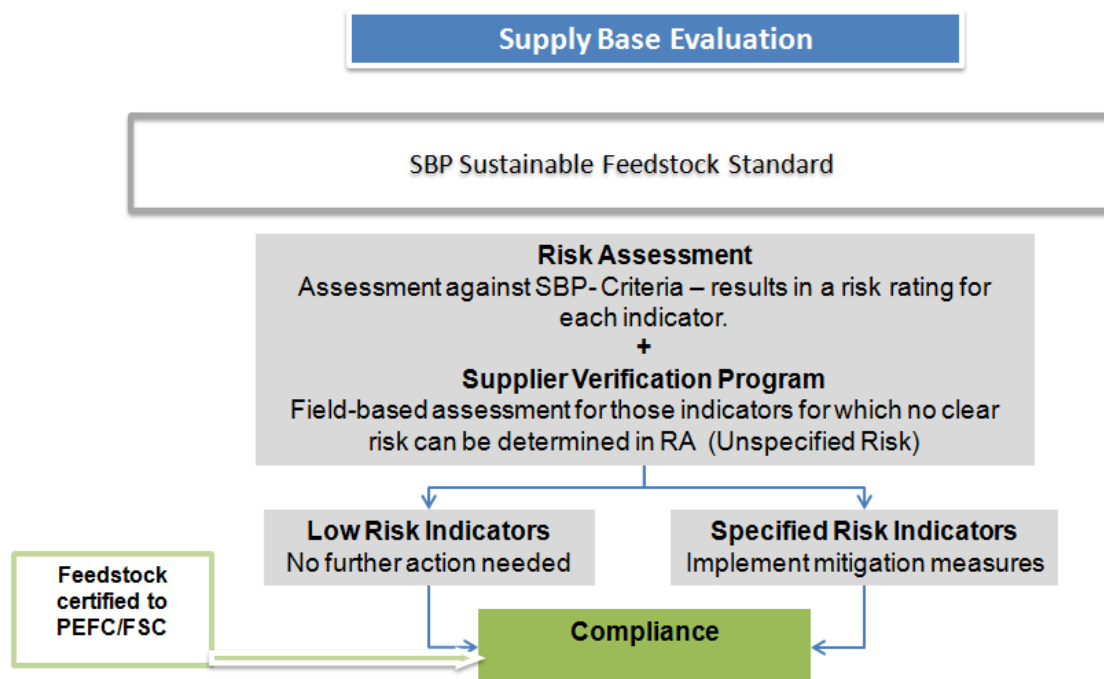 Supply Base Evaluation
SBP Sustainable Feedstock Standard
Risk Assessment
Assessment against SBP- Criteria – results in a risk rating for
each indicator.
+
Supplier Verification Program
Field-based assessment for those indicators for which no clear
risk can be determined in RA (Unspecified Risk)
Low Risk Indicators
No further action needed
Specified Risk Indicators
Implement mitigation measures
Feedstock
certified to
PEFC/FSC
Compliance